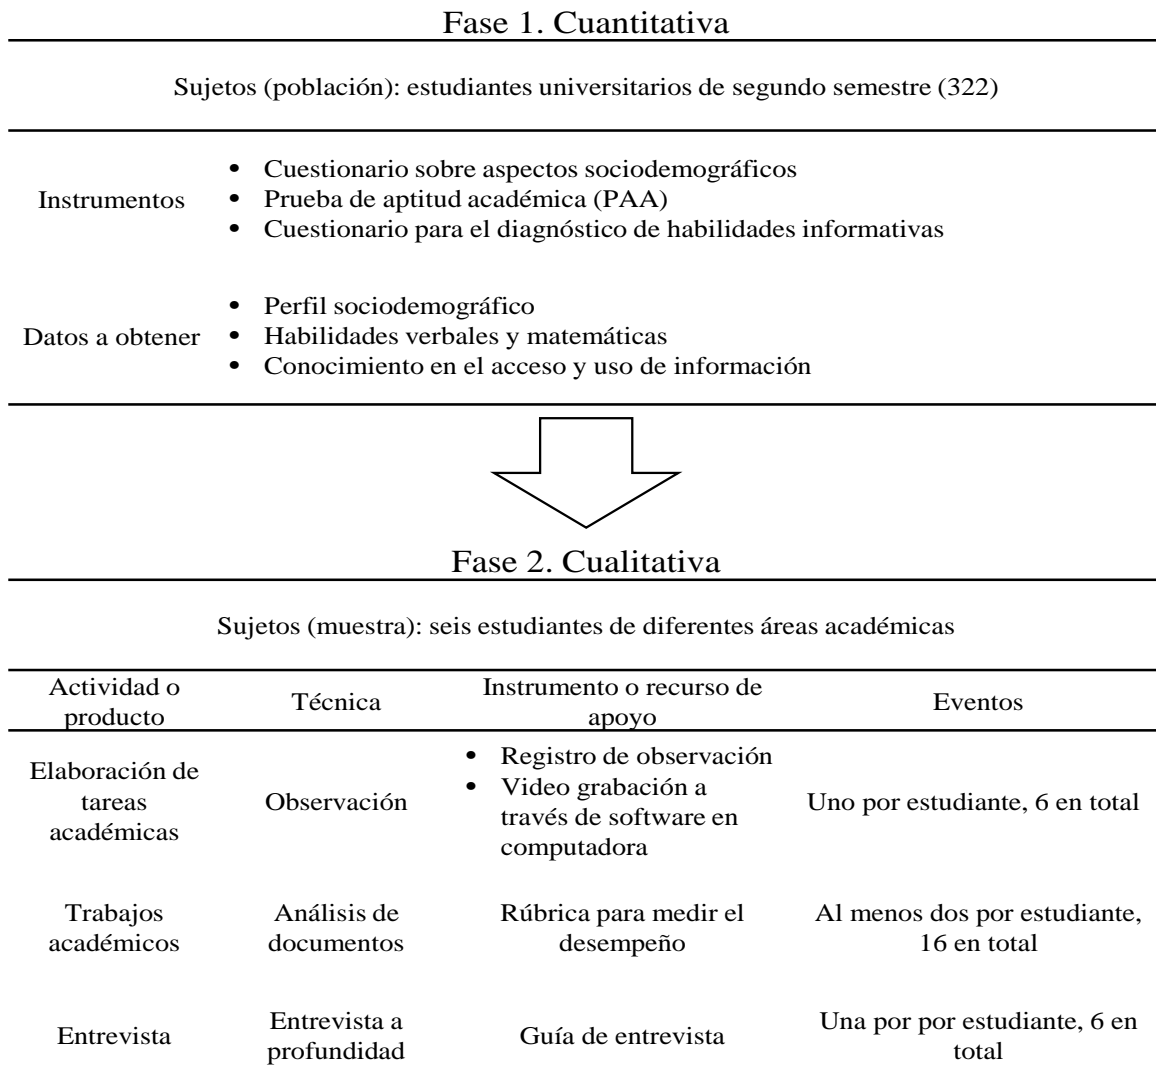 Fase 1. Cuantitativa
Sujetos (población): estudiantes universitarios de segundo semestre (322)
Instrumentos
• Cuestionario sobre aspectos sociodemográficos
• Prueba de aptitud académica (PAA)
• Cuestionario para el diagnóstico de habilidades informativas
Datos a obtener
• Perfil sociodemográfico
• Habilidades verbales y matemáticas
• Conocimiento en el acceso y uso de información
Fase 2. Cualitativa
Sujetos (muestra): seis estudiantes de diferentes áreas académicas
Actividad o
producto
Técnica
Instrumento o recurso de
apoyo
Eventos
Elaboración de
tareas
académicas
Observación
• Registro de observación
• Video grabación a
través de software en
computadora
Uno por estudiante, 6 en total
Trabajos
académicos
Análisis de
documentos
Rúbrica para medir el
desempeño
Al menos dos por estudiante,
16 en total
Entrevista
Entrevista a
profundidad
Guía de entrevista
Una por por estudiante, 6 en
total